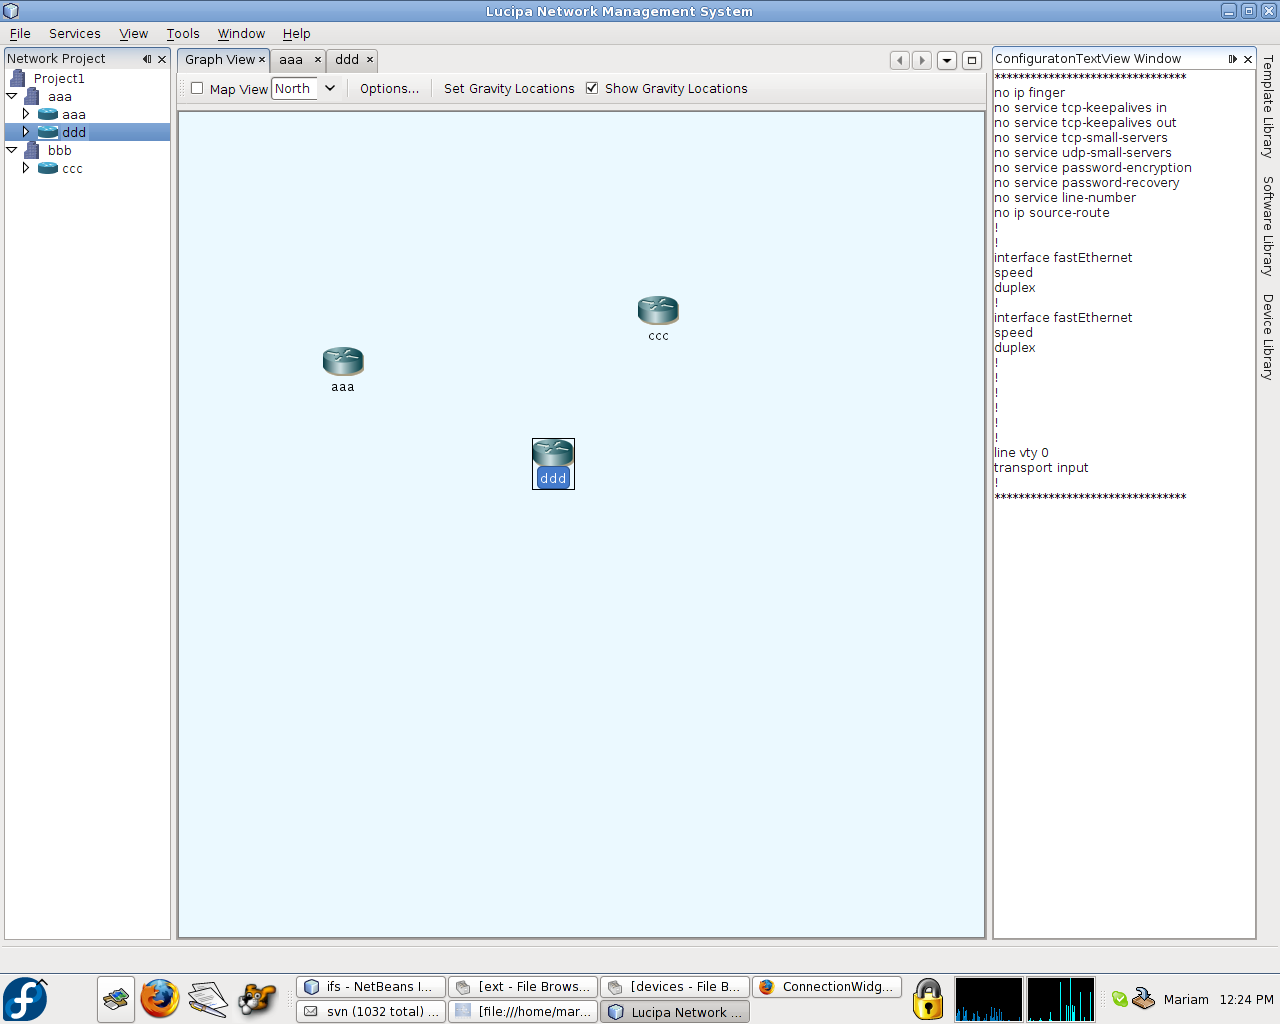 Lucipa Network Management System
File Services View Tools Window Help
Network Project
Project1
aaa
aaa
ddd
bbb
ccc
Graph View aaa ddd
Map View North Options... Set Gravity Locations Show Gravity Locations
aaa
ccc
ddd
ConfiguratonTextView Window
********************************
no ip finger
no service tcp-keepalives in
no service tcp-keepalives out
no service tcp-small-servers
no service udp-small-servers
no service password-encryption
no service password-recovery
no service line-number
no ip source-route
!
!
interface fastEthernet
speed
duplex
!
interface fastEthernet
speed
duplex
!
!
!
!
!
!
line vty 0
transport input
!
********************************
Template Library
Software Library
Device Library
ifs - NetBeans I... [ext - File Brows... [devices - File B... ConnectionWidg...
svn (1032 total) ... [file:///home/mar... Lucipa Network ...
Mariam 12:24 PM